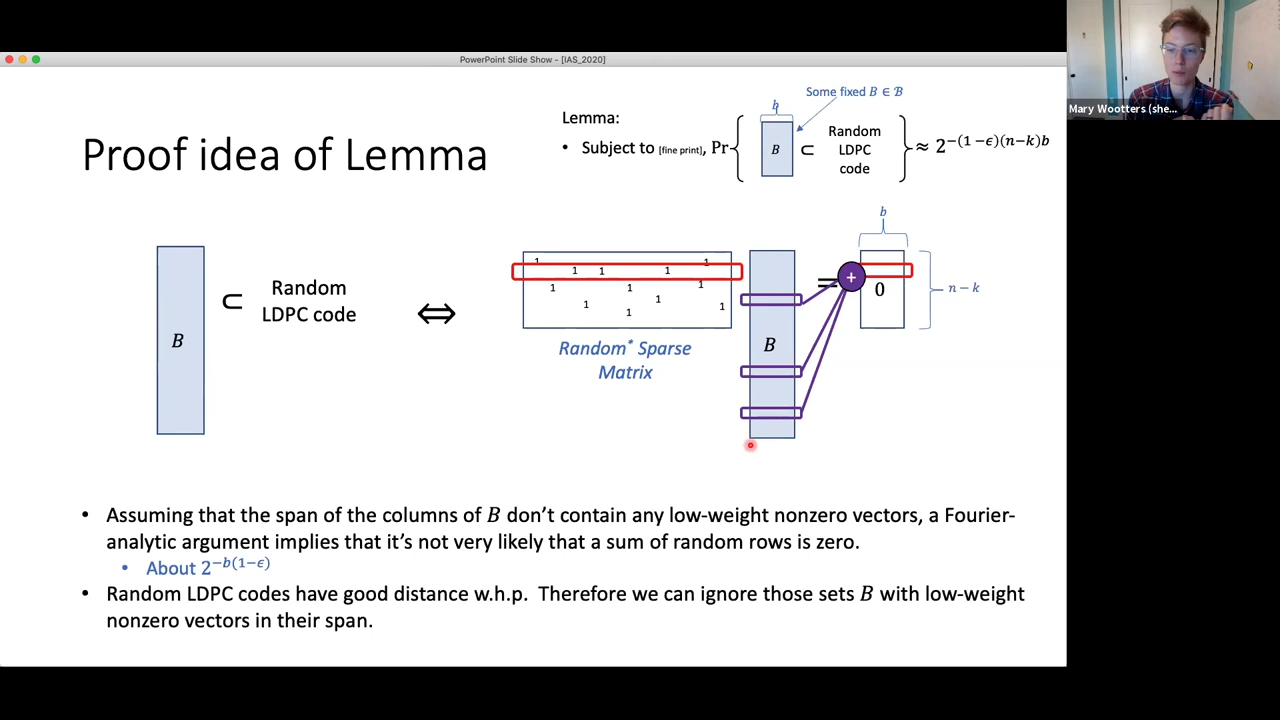 PowerPoint Slide Show - [IAS_2020]
Mary Wootters (she...
Proof idea of Lemma
Lemma:
• Subject to [fine print], Pr
b
Some fixed B ∈ ℬ
B
⊂
Random
LDPC
code
≈ 2^{-(1-ϵ)(n-k)b}
B
⊂
Random
LDPC code
⇔
1 1
1 1 1
1 1 1
1 1 1
1
Random* Sparse
Matrix
B
=
+
b
0
n − k
• Assuming that the span of the columns of B don't contain any low-weight nonzero vectors, a Fourier-
analytic argument implies that it's not very likely that a sum of random rows is zero.
• About 2^{-b(1-ϵ)}
• Random LDPC codes have good distance w.h.p. Therefore we can ignore those sets B with low-weight
nonzero vectors in their span.